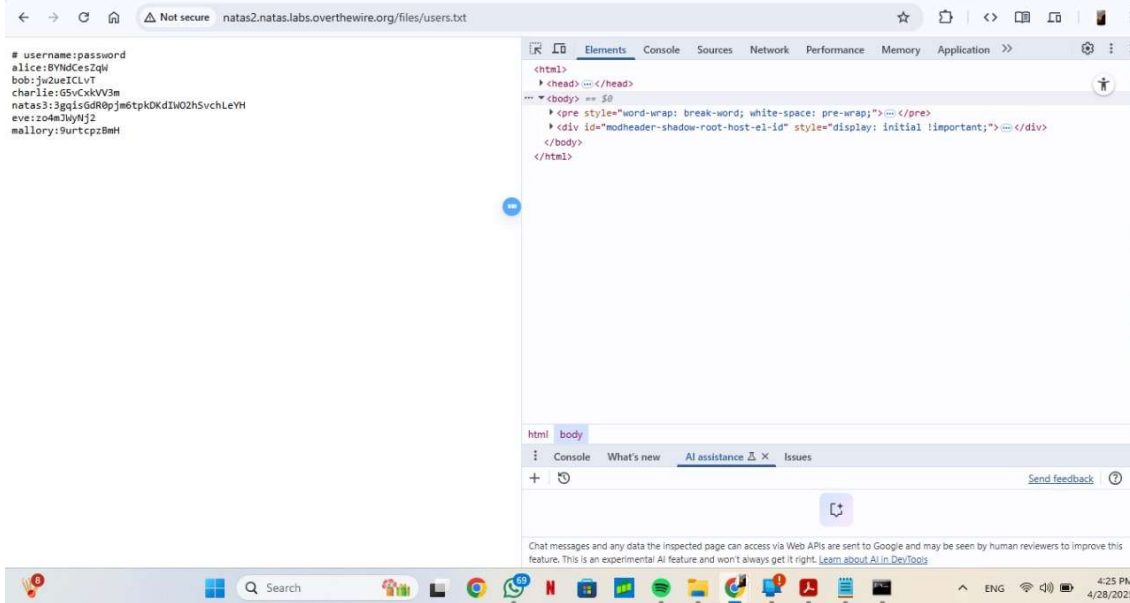 Not secure natas2.natas.labs.overthewire.org/files/users.txt
# username:password
alice:BYNdCesZqW
bob:jw2ueICLvT
charlie:G5vCxkVV3m
natas3:3gqisGdR0pjm6tpkDKdIWO2hSvchLeYH
eve:zo4mJWyNj2
mallory:9urtcpzBmH
Elements Console Sources Network Performance Memory Application
<html>
<head> … </head>
<body> == $0
<pre style="word-wrap: break-word; white-space: pre-wrap;"> … </pre>
<div id="modheader-shadow-root-host-el-id" style="display: initial !important;"> … </div>
</body>
</html>
html body
Console What's new AI assistance Issues
Send feedback
Chat messages and any data the inspected page can access via Web APIs are sent to Google and may be seen by human reviewers to improve this
feature. This is an experimental AI feature and won't always get it right. Learn about AI in DevTools
8
Search
69
ENG
4:25 PM
4/28/202